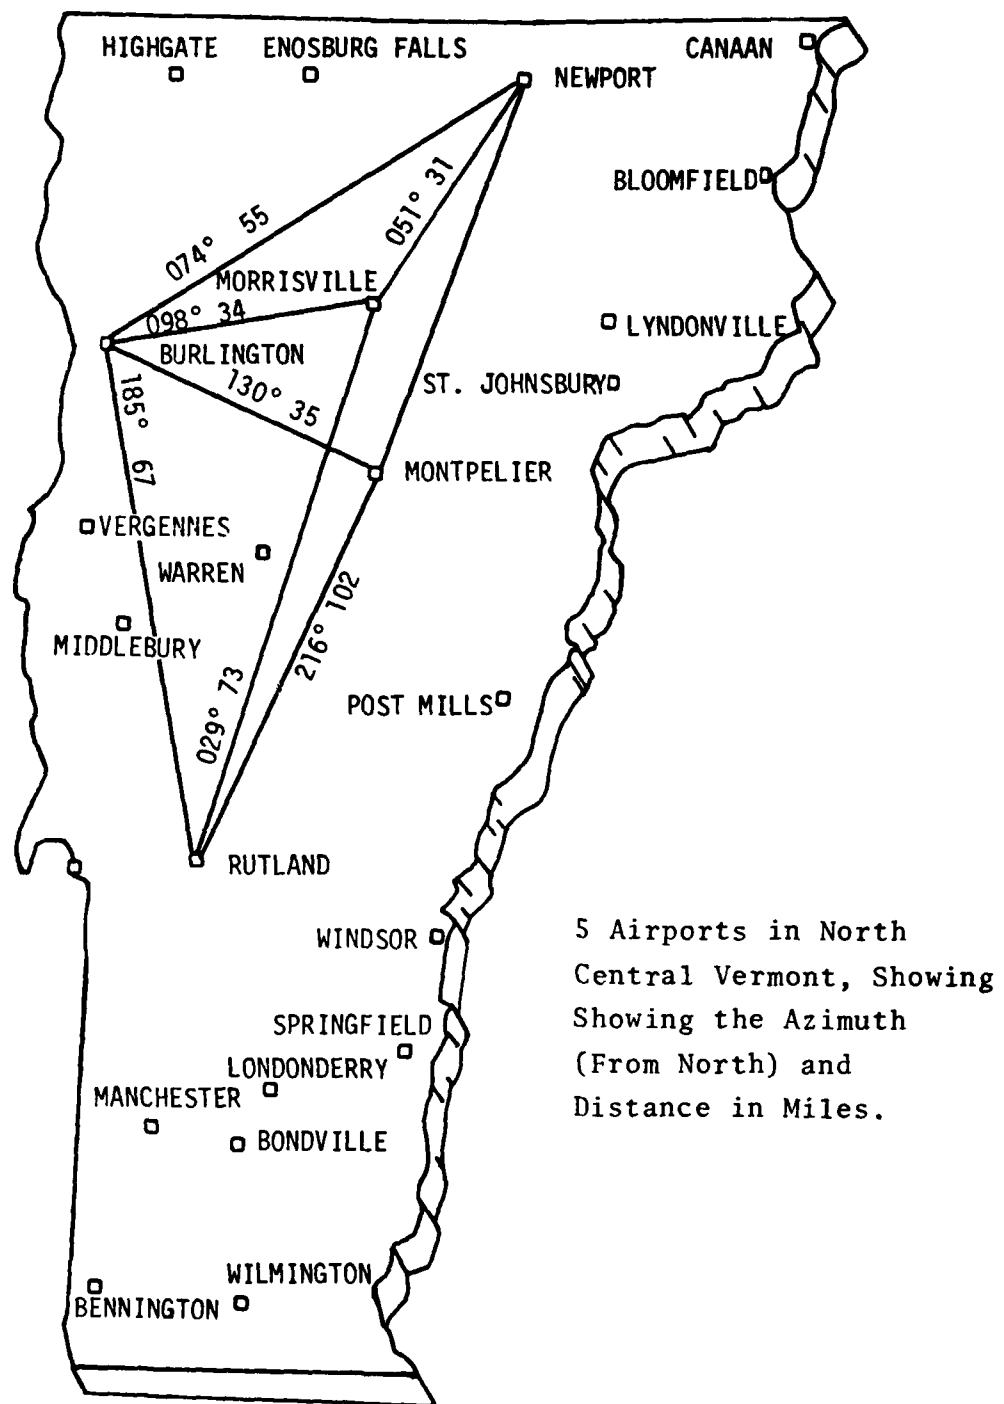 HIGHGATE
ENOSBURG FALLS
CANAAN
NEWPORT
BLOOMFIELD
051° 31
074° 55
MORRISVILLE
098° 34
LYNDONVILLE
BURLINGTON
130° 35
ST. JOHNSBURY
185° 67
MONTPELIER
VERGENNES
WARREN
216° 102
MIDDLEBURY
029° 73
POST MILLS
RUTLAND
WINDSOR
5 Airports in North
Central Vermont, Showing
Showing the Azimuth
(From North) and
Distance in Miles.
SPRINGFIELD
LONDONDERRY
MANCHESTER
BONDVILLE
WILMINGTON
BENNINGTON